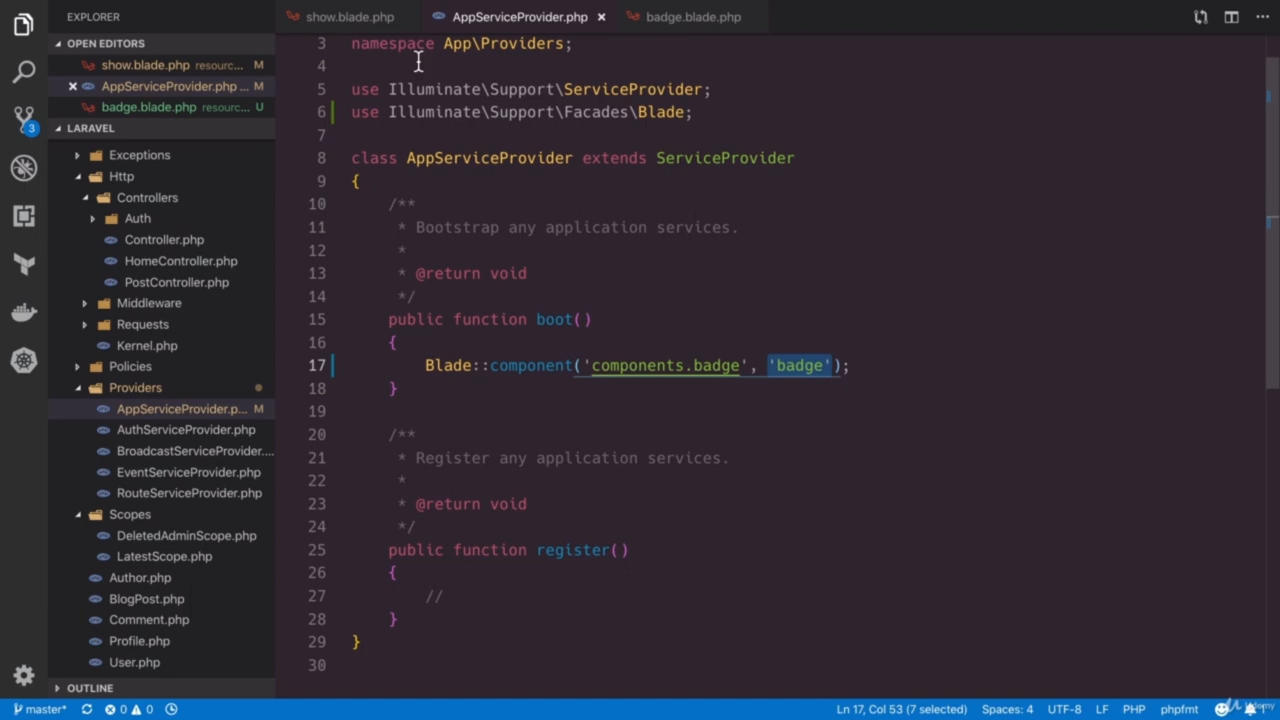 EXPLORER
OPEN EDITORS
show.blade.php resourc... M
AppServiceProvider.php ... M
badge.blade.php resourc... U
LARAVEL
Exceptions
Http
Controllers
Auth
Controller.php
HomeController.php
PostController.php
Middleware
Requests
Kernel.php
Policies
Providers
AppServiceProvider.p... M
AuthServiceProvider.php
BroadcastServiceProvider....
EventServiceProvider.php
RouteServiceProvider.php
Scopes
DeletedAdminScope.php
LatestScope.php
Author.php
BlogPost.php
Comment.php
Profile.php
User.php
OUTLINE
3
show.blade.php AppServiceProvider.php badge.blade.php
3 namespace App\Providers;
4
5 use Illuminate\Support\ServiceProvider;
6 use Illuminate\Support\Facades\Blade;
7
8 class AppServiceProvider extends ServiceProvider
9 {
10 /**
11 * Bootstrap any application services.
12 *
13 * @return void
14 */
15 public function boot()
16 {
17 Blade::component('components.badge', 'badge');
18 }
19
20 /**
21 * Register any application services.
22 *
23 * @return void
24 */
25 public function register()
26 {
27 //
28 }
29 }
30
master* 0 0 Ln 17, Col 53 (7 selected) Spaces: 4 UTF-8 LF PHP phpfmt Udemy